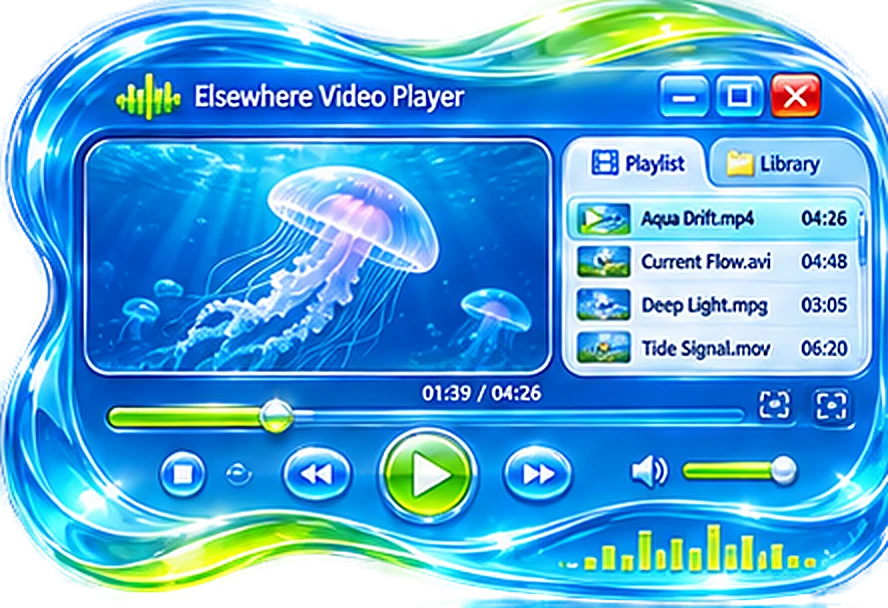 Elsewhere Video Player
Playlist
Library
Aqua Drift.mp4 04:26
Current Flow.avi 04:48
Deep Light.mpg 03:05
Tide Signal.mov 06:20
01:39 / 04:26